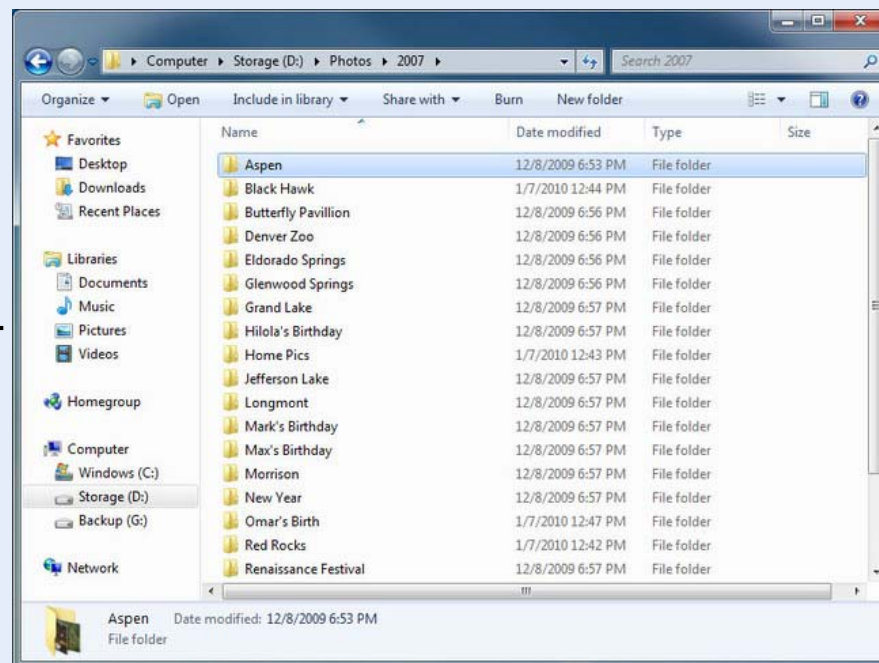 Computer Storage (D:) Photos 2007 Search 2007
Organize Open Include in library Share with Burn New folder
Favorites
Desktop
Downloads
Recent Places
Libraries
Documents
Music
Pictures
Videos
Homegroup
Computer
Windows (C:)
Storage (D:)
Backup (G:)
Network
Name Date modified Type Size
Aspen 12/8/2009 6:53 PM File folder
Black Hawk 1/7/2010 12:44 PM File folder
Butterfly Pavillion 12/8/2009 6:56 PM File folder
Denver Zoo 12/8/2009 6:56 PM File folder
Eldorado Springs 12/8/2009 6:56 PM File folder
Glenwood Springs 12/8/2009 6:56 PM File folder
Grand Lake 12/8/2009 6:57 PM File folder
Hilola's Birthday 12/8/2009 6:57 PM File folder
Home Pics 1/7/2010 12:43 PM File folder
Jefferson Lake 12/8/2009 6:57 PM File folder
Longmont 12/8/2009 6:57 PM File folder
Mark's Birthday 12/8/2009 6:57 PM File folder
Max's Birthday 12/8/2009 6:57 PM File folder
Morrison 12/8/2009 6:57 PM File folder
New Year 12/8/2009 6:57 PM File folder
Omar's Birth 1/7/2010 12:47 PM File folder
Red Rocks 1/7/2010 12:42 PM File folder
Renaissance Festival 12/8/2009 6:57 PM File folder
Aspen Date modified: 12/8/2009 6:53 PM
File folder